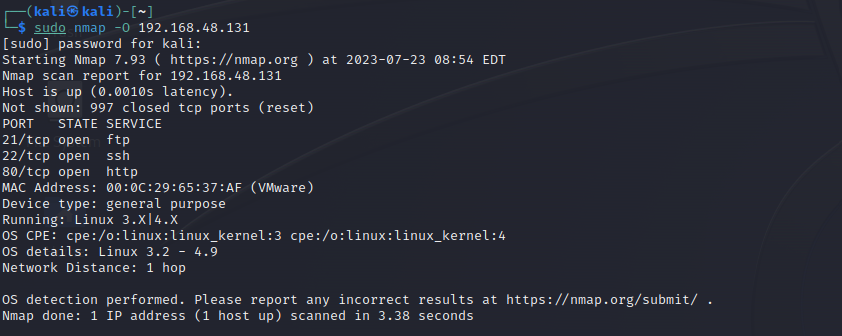 ┌──(kali㉿kali)-[~]
└─$ sudo nmap -O 192.168.48.131
[sudo] password for kali:
Starting Nmap 7.93 ( https://nmap.org ) at 2023-07-23 08:54 EDT
Nmap scan report for 192.168.48.131
Host is up (0.0010s latency).
Not shown: 997 closed tcp ports (reset)
PORT   STATE SERVICE
21/tcp open  ftp
22/tcp open  ssh
80/tcp open  http
MAC Address: 00:0C:29:65:37:AF (VMware)
Device type: general purpose
Running: Linux 3.X|4.X
OS CPE: cpe:/o:linux:linux_kernel:3 cpe:/o:linux:linux_kernel:4
OS details: Linux 3.2 - 4.9
Network Distance: 1 hop

OS detection performed. Please report any incorrect results at https://nmap.org/submit/ .
Nmap done: 1 IP address (1 host up) scanned in 3.38 seconds